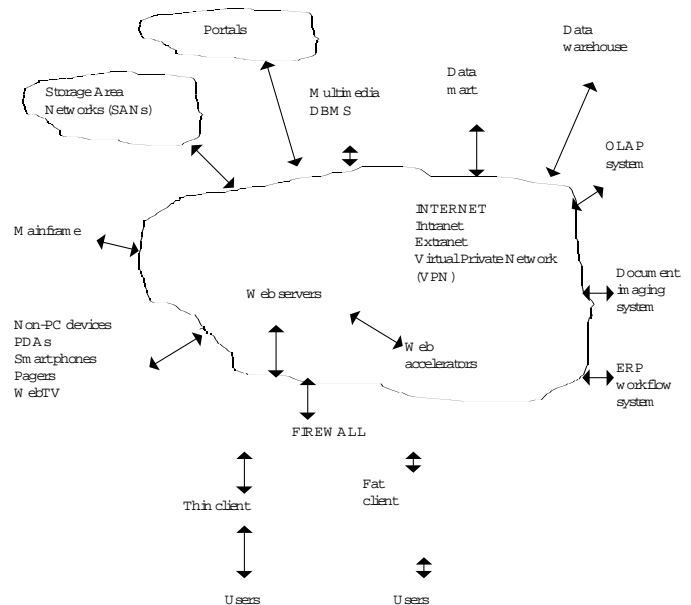 Portals
Data
warehouse
Storage Area
Networks (SANs)
Multimedia
DBMS
Data
mart
OLAP
system
INTERNET
Intranet
Extranet
Virtual Private Network
(VPN)
Mainframe
Web servers
Document
imaging
system
Non-PC devices
PDAs
Smartphones
Pagers
WebTV
Web
accelerators
ERP
workflow
system
FIREWALL
Thin client
Fat
client
Users
Users